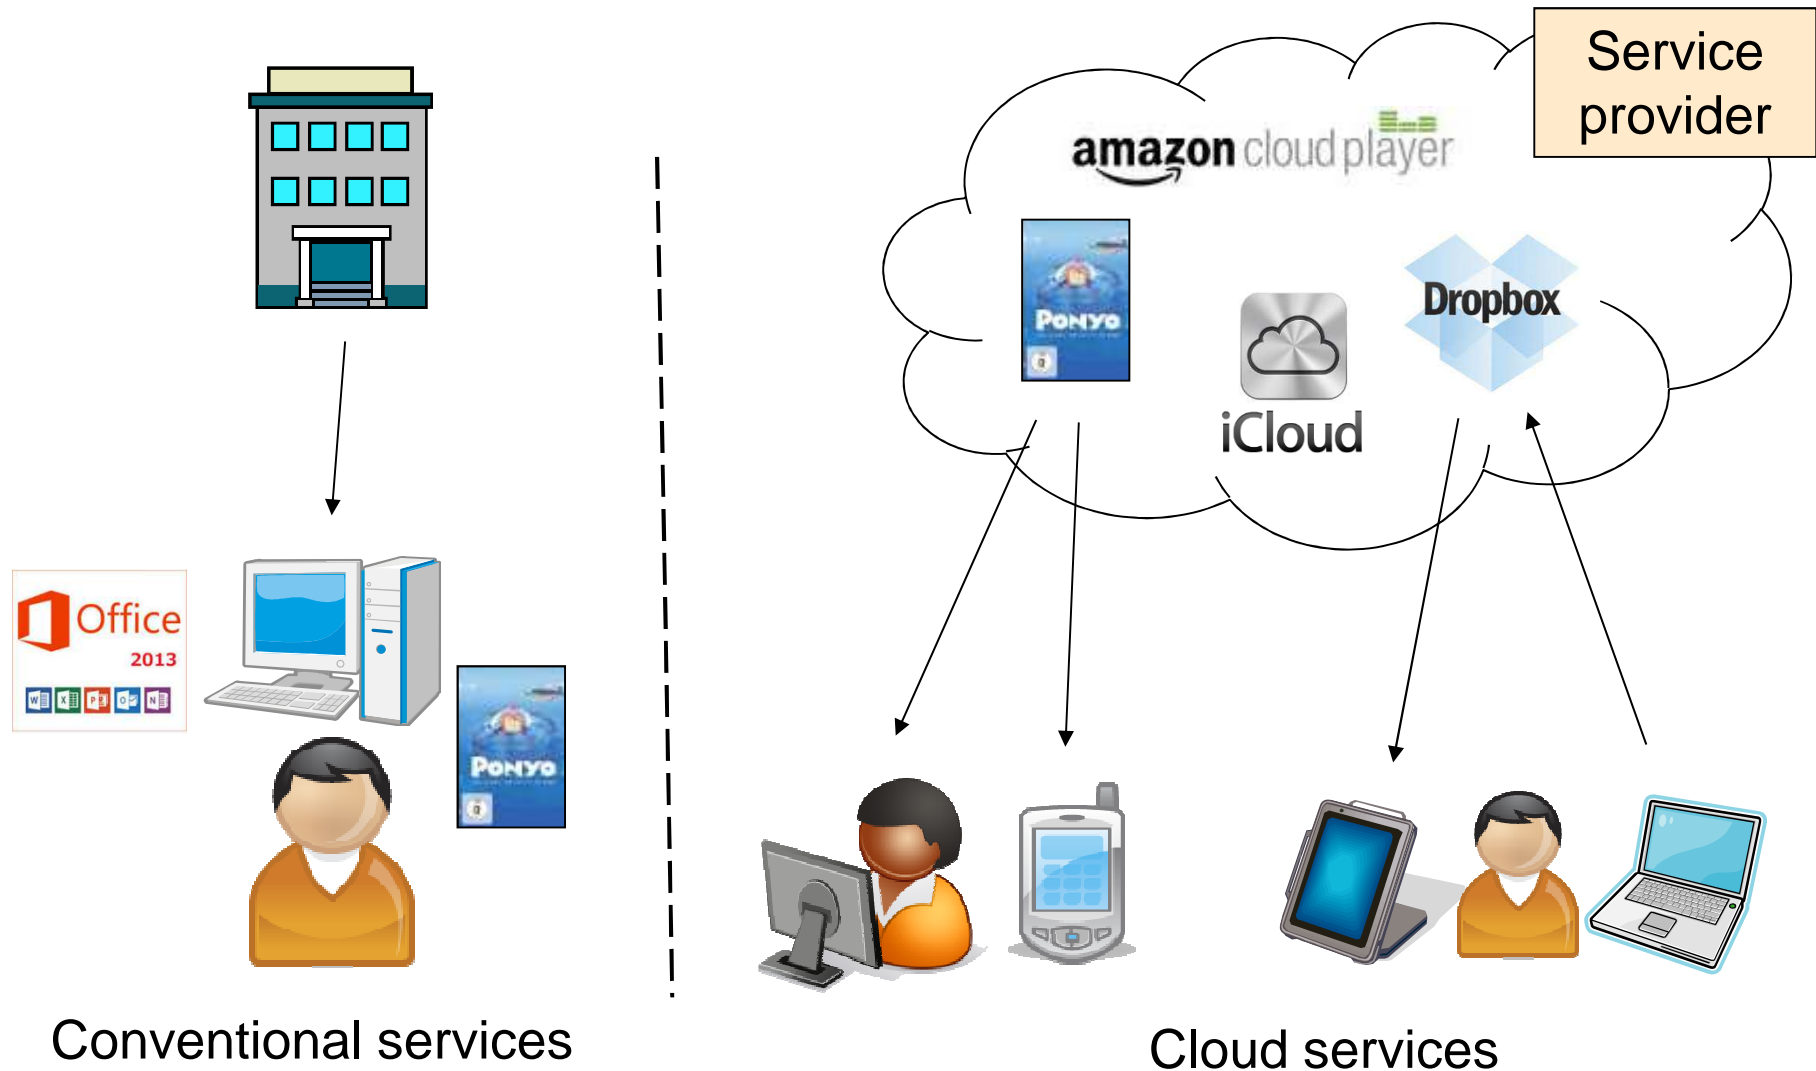 Service
provider
amazon cloud player
PONYO
Dropbox
iCloud
Office
2013
W X P O N
PONYO
Conventional services
Cloud services